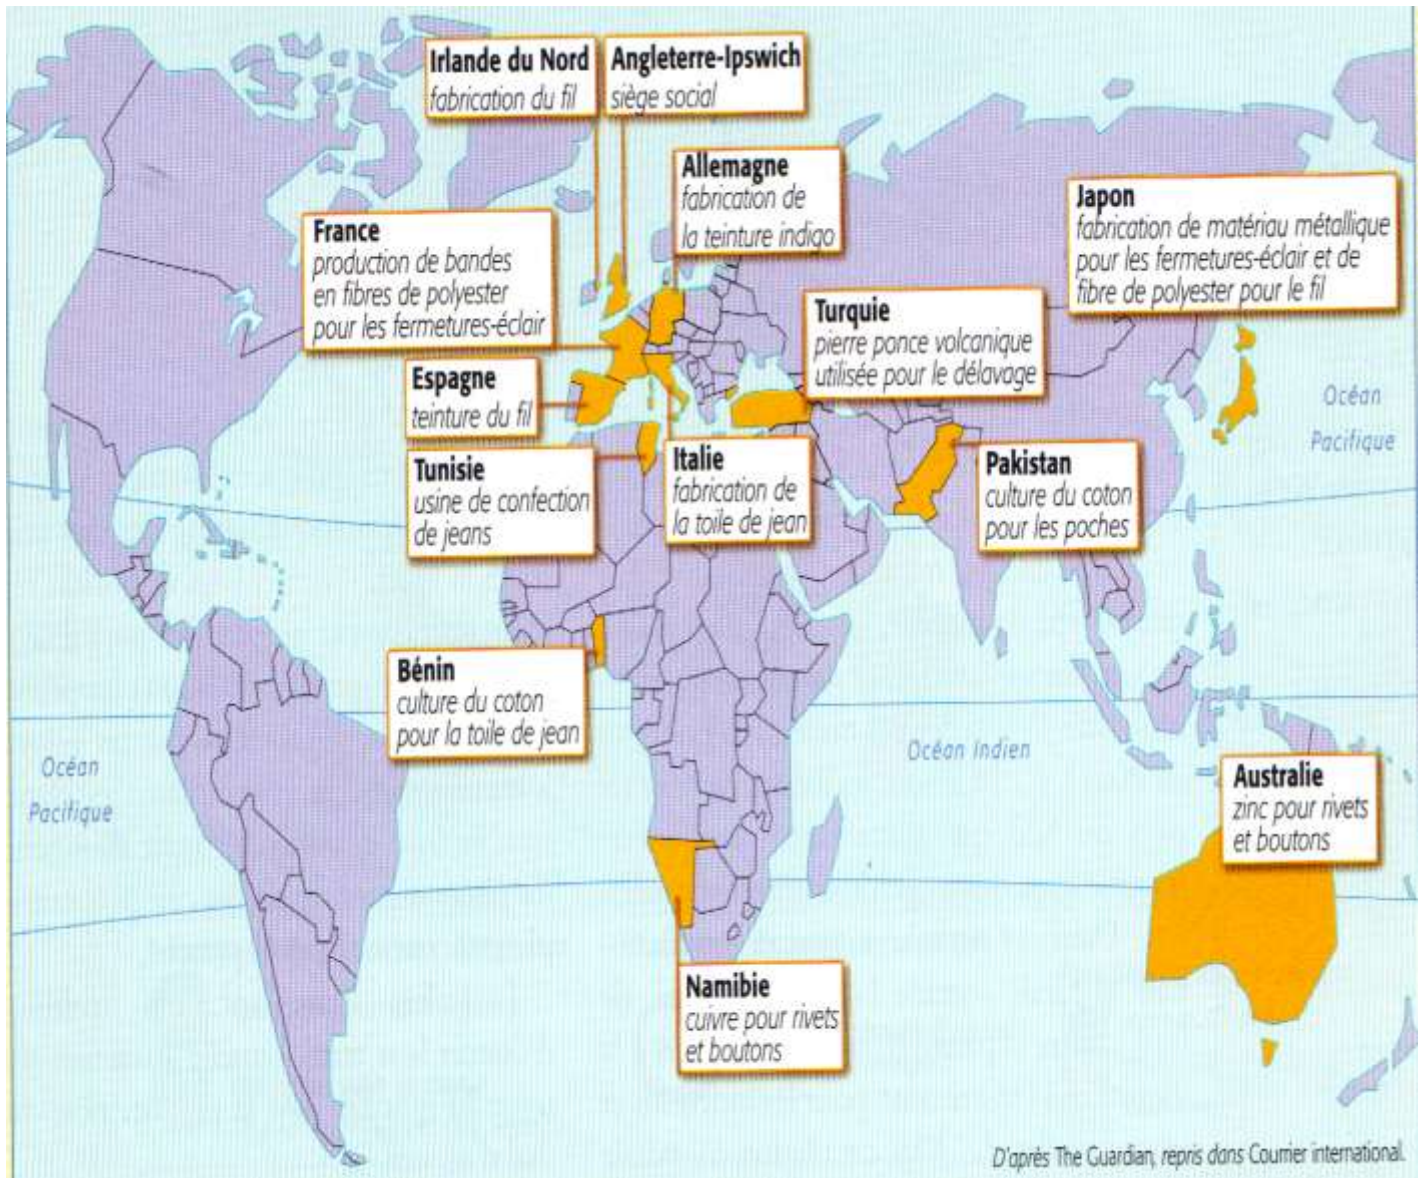 Irlande du Nord
fabrication du fil
Angleterre-Ipswich
siège social
Allemagne
fabrication de
la teinture indigo
Japon
fabrication de matériau métallique
pour les fermetures-éclair et de
fibre de polyester pour le fil
France
production de bandes
en fibres de polyester
pour les fermetures-éclair
Turquie
pierre ponce volcanique
utilisée pour le délavage
Espagne
teinture du fil
Océan
Pacifique
Tunisie
usine de confection
de jeans
Italie
fabrication de
la toile de jean
Pakistan
culture du coton
pour les poches
Bénin
culture du coton
pour la toile de jean
Océan Indien
Océan
Pacifique
Australie
zinc pour rivets
et boutons
Namibie
cuivre pour rivets
et boutons
D'après The Guardian, repris dans Courrier international.